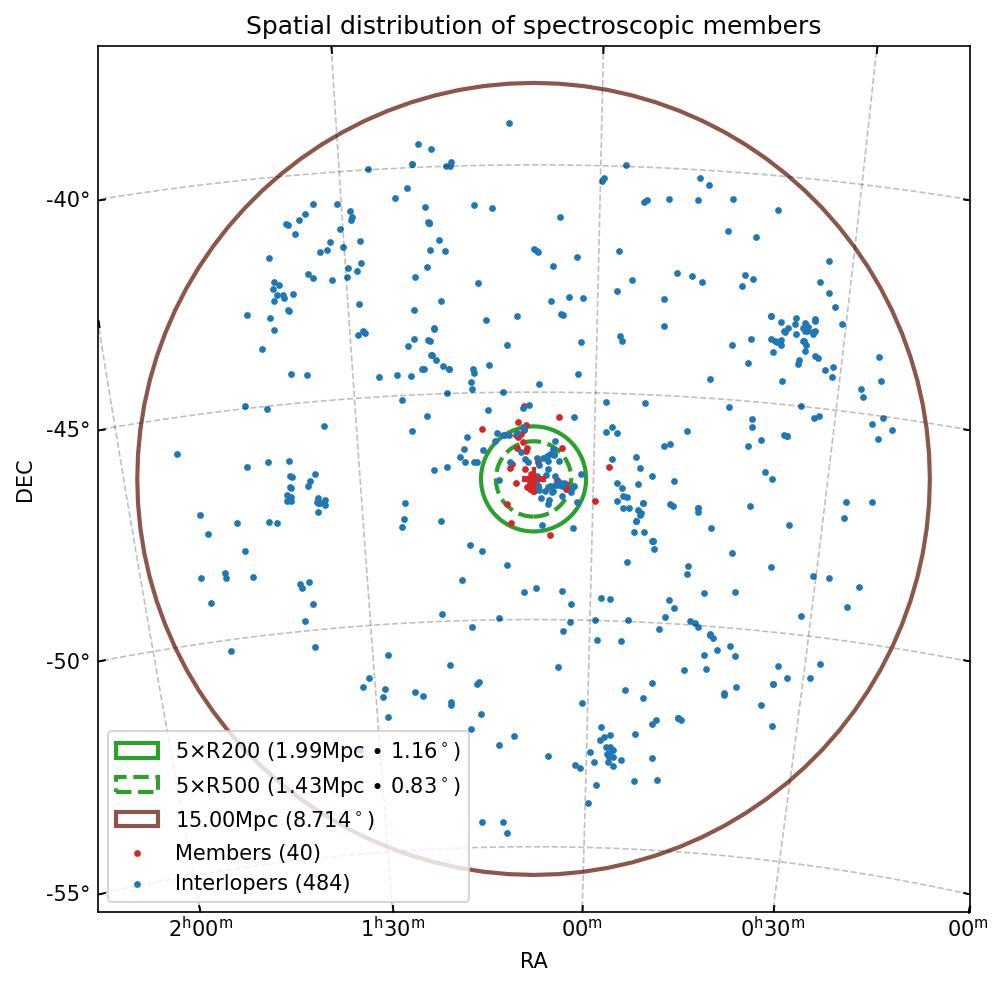 Spatial distribution of spectroscopic members
-40°
-45°
-50°
-55°
DEC
5×R200 (1.99Mpc • 1.16°)
5×R500 (1.43Mpc • 0.83°)
15.00Mpc (8.714°)
Members (40)
Interlopers (484)
2ʰ00ᵐ 1ʰ30ᵐ 00ᵐ 0ʰ30ᵐ 00ᵐ
RA